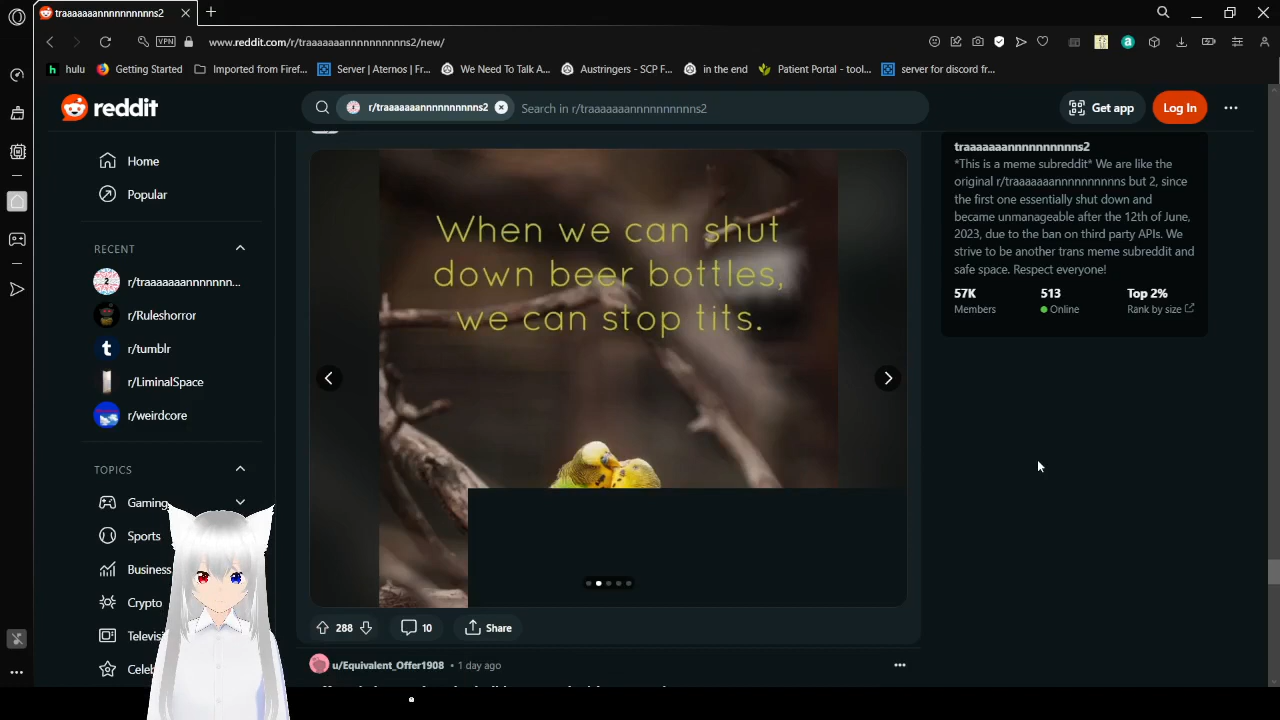 traaaaaaannnnnnnnnns2
VPN
www.reddit.com/r/traaaaaaannnnnnnnnns2/new/
h hulu
Getting Started
Imported from Firef...
Server | Aternos | Fr...
We Need To Talk A...
Austringers - SCP F...
in the end
Patient Portal - tool...
server for discord fr...
reddit
r/traaaaaaannnnnnnnnns2
Search in r/traaaaaaannnnnnnnnns2
Get app
Log In
Home
Popular
RECENT
r/traaaaaaannnnnnn...
r/Ruleshorror
r/tumblr
r/LiminalSpace
r/weirdcore
TOPICS
Gaming
Sports
Business
Crypto
Televisi
Celeb
When we can shut
down beer bottles,
we can stop tits.
288
10
Share
u/Equivalent_Offer1908 • 1 day ago
traaaaaaannnnnnnnnns2
*This is a meme subreddit* We are like the
original r/traaaaaaannnnnnnnnns but 2, since
the first one essentially shut down and
became unmanageable after the 12th of June,
2023, due to the ban on third party APIs. We
strive to be another trans meme subreddit and
safe space. Respect everyone!
57K
Members
513
Online
Top 2%
Rank by size